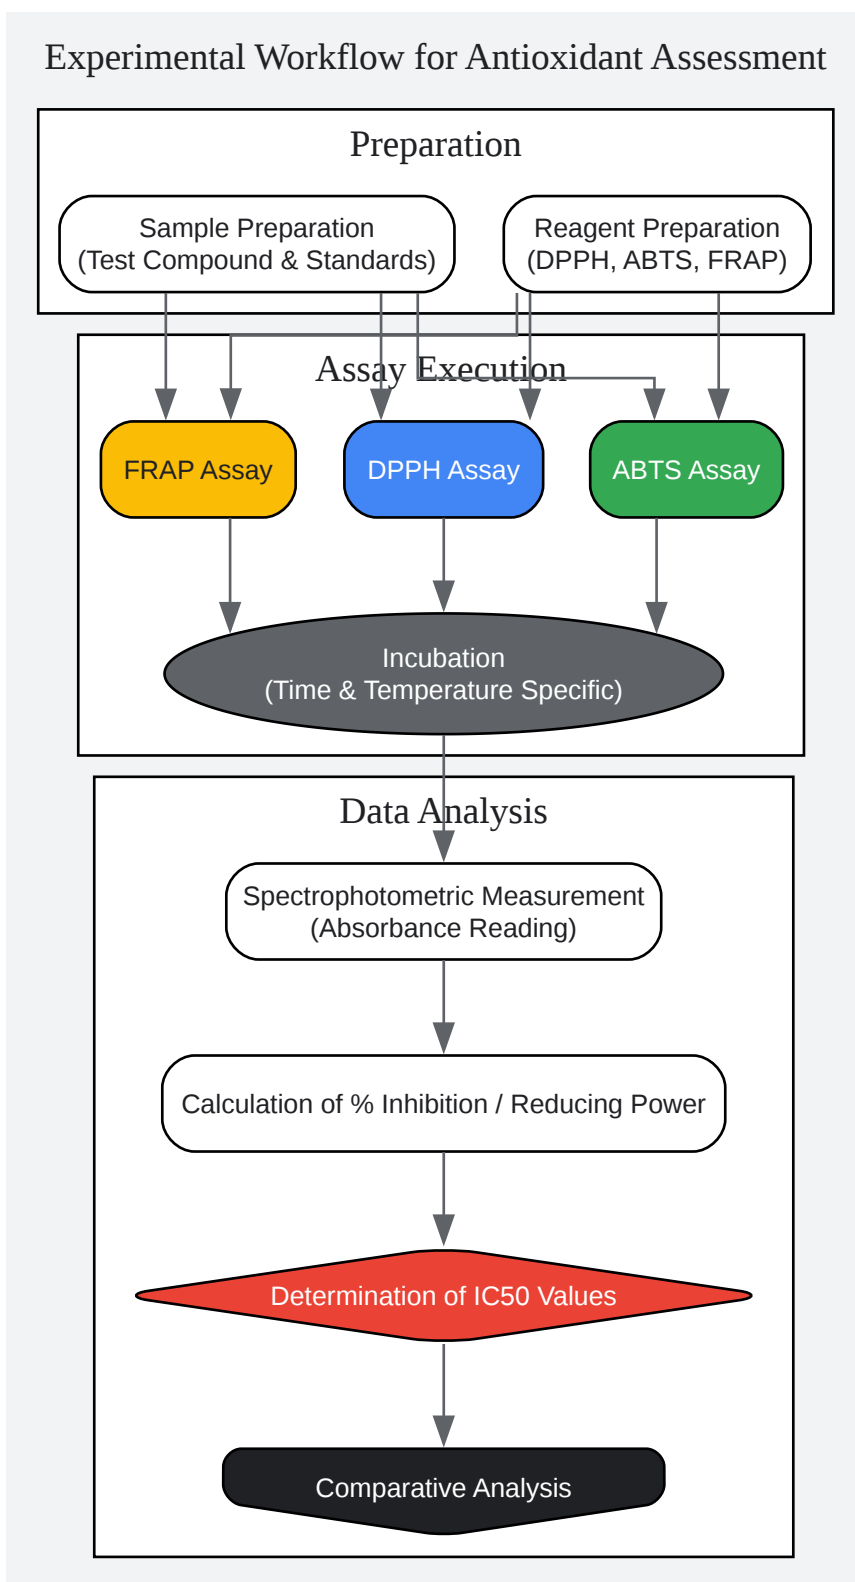 Experimental Workflow for Antioxidant Assessment
Preparation
Sample Preparation
(Test Compound & Standards)
Reagent Preparation
(DPPH, ABTS, FRAP)
Assay Execution
FRAP Assay
DPPH Assay
ABTS Assay
Incubation
(Time & Temperature Specific)
Data Analysis
Spectrophotometric Measurement
(Absorbance Reading)
Calculation of % Inhibition / Reducing Power
Determination of IC50 Values
Comparative Analysis